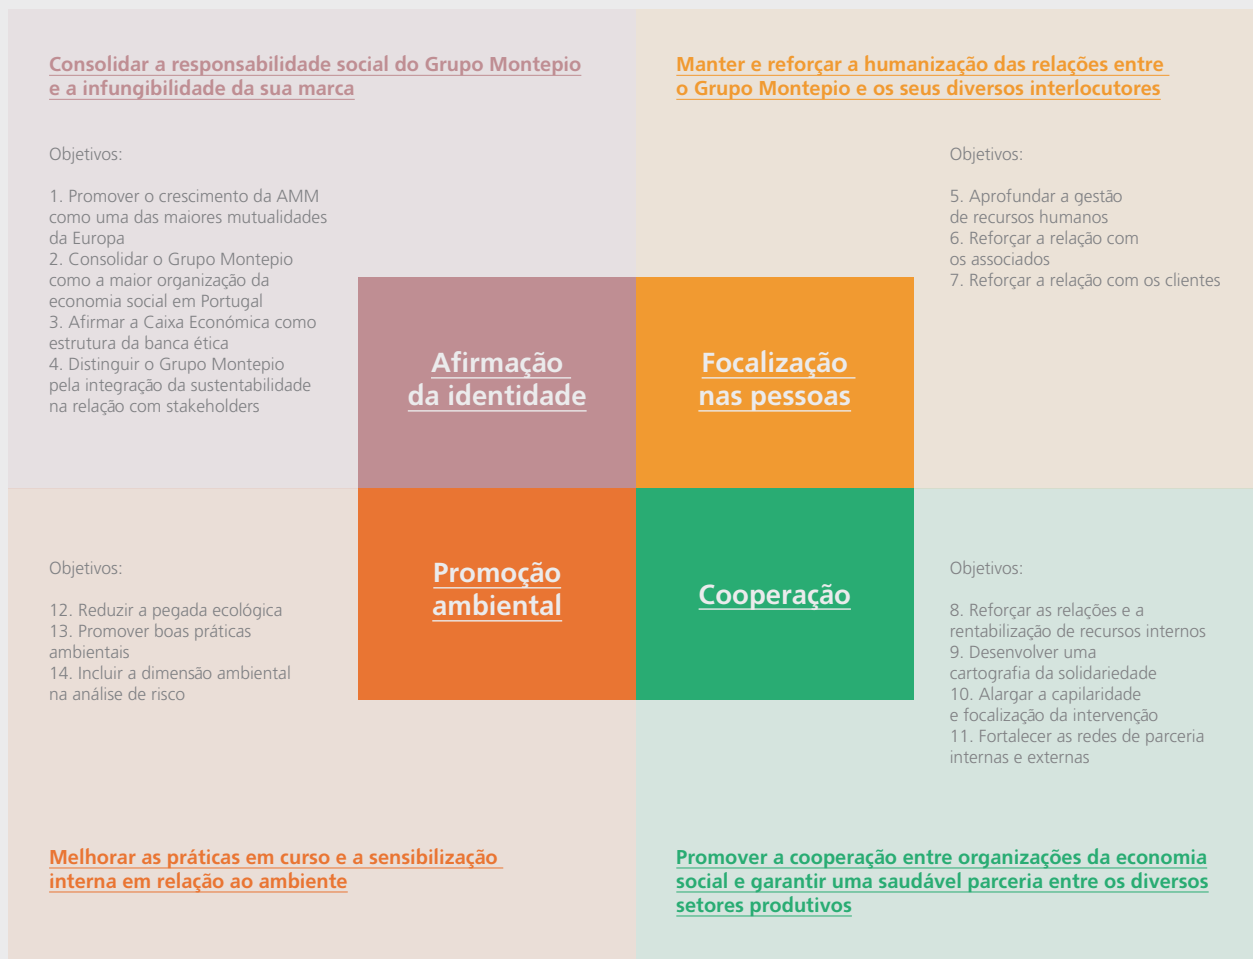 Consolidar a responsabilidade social do Grupo Montepio
e a infungibilidade da sua marca
Objetivos:
1. Promover o crescimento da AMM
como uma das maiores mutualidades
da Europa
2. Consolidar o Grupo Montepio
como a maior organização da
economia social em Portugal
3. Afirmar a Caixa Económica como
estrutura da banca ética
4. Distinguir o Grupo Montepio
pela integração da sustentabilidade
na relação com stakeholders
Afirmação
da identidade
Manter e reforçar a humanização das relações entre
o Grupo Montepio e os seus diversos interlocutores
Objetivos:
5. Aprofundar a gestão
de recursos humanos
6. Reforçar a relação com
os associados
7. Reforçar a relação com os clientes
Focalização
nas pessoas
Objetivos:
12. Reduzir a pegada ecológica
13. Promover boas práticas
ambientais
14. Incluir a dimensão ambiental
na análise de risco
Promoção
ambiental
Melhorar as práticas em curso e a sensibilização
interna em relação ao ambiente
Cooperação
Objetivos:
8. Reforçar as relações e a
rentabilização de recursos internos
9. Desenvolver uma
cartografia da solidariedade
10. Alargar a capilaridade
e focalização da intervenção
11. Fortalecer as redes de parceria
internas e externas
Promover a cooperação entre organizações da economia
social e garantir uma saudável parceria entre os diversos
setores produtivos